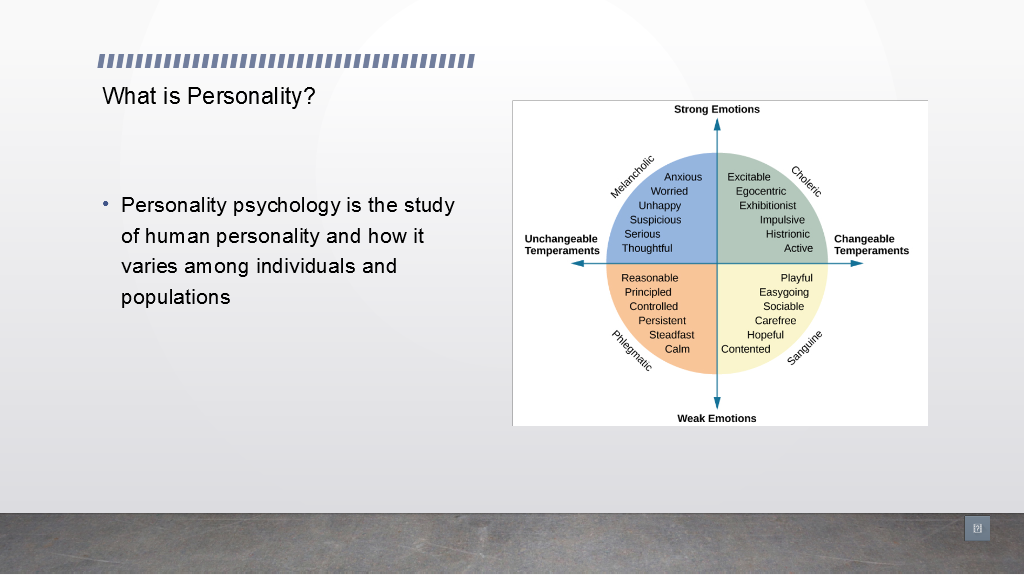 What is Personality?
• Personality psychology is the study
of human personality and how it
varies among individuals and
populations
Strong Emotions
Melancholic
Choleric
Anxious
Worried
Unhappy
Suspicious
Serious
Thoughtful
Excitable
Egocentric
Exhibitionist
Impulsive
Histrionic
Active
Unchangeable
Temperaments
Changeable
Temperaments
Reasonable
Principled
Controlled
Persistent
Steadfast
Calm
Playful
Easygoing
Sociable
Carefree
Hopeful
Contented
Phlegmatic
Sanguine
Weak Emotions